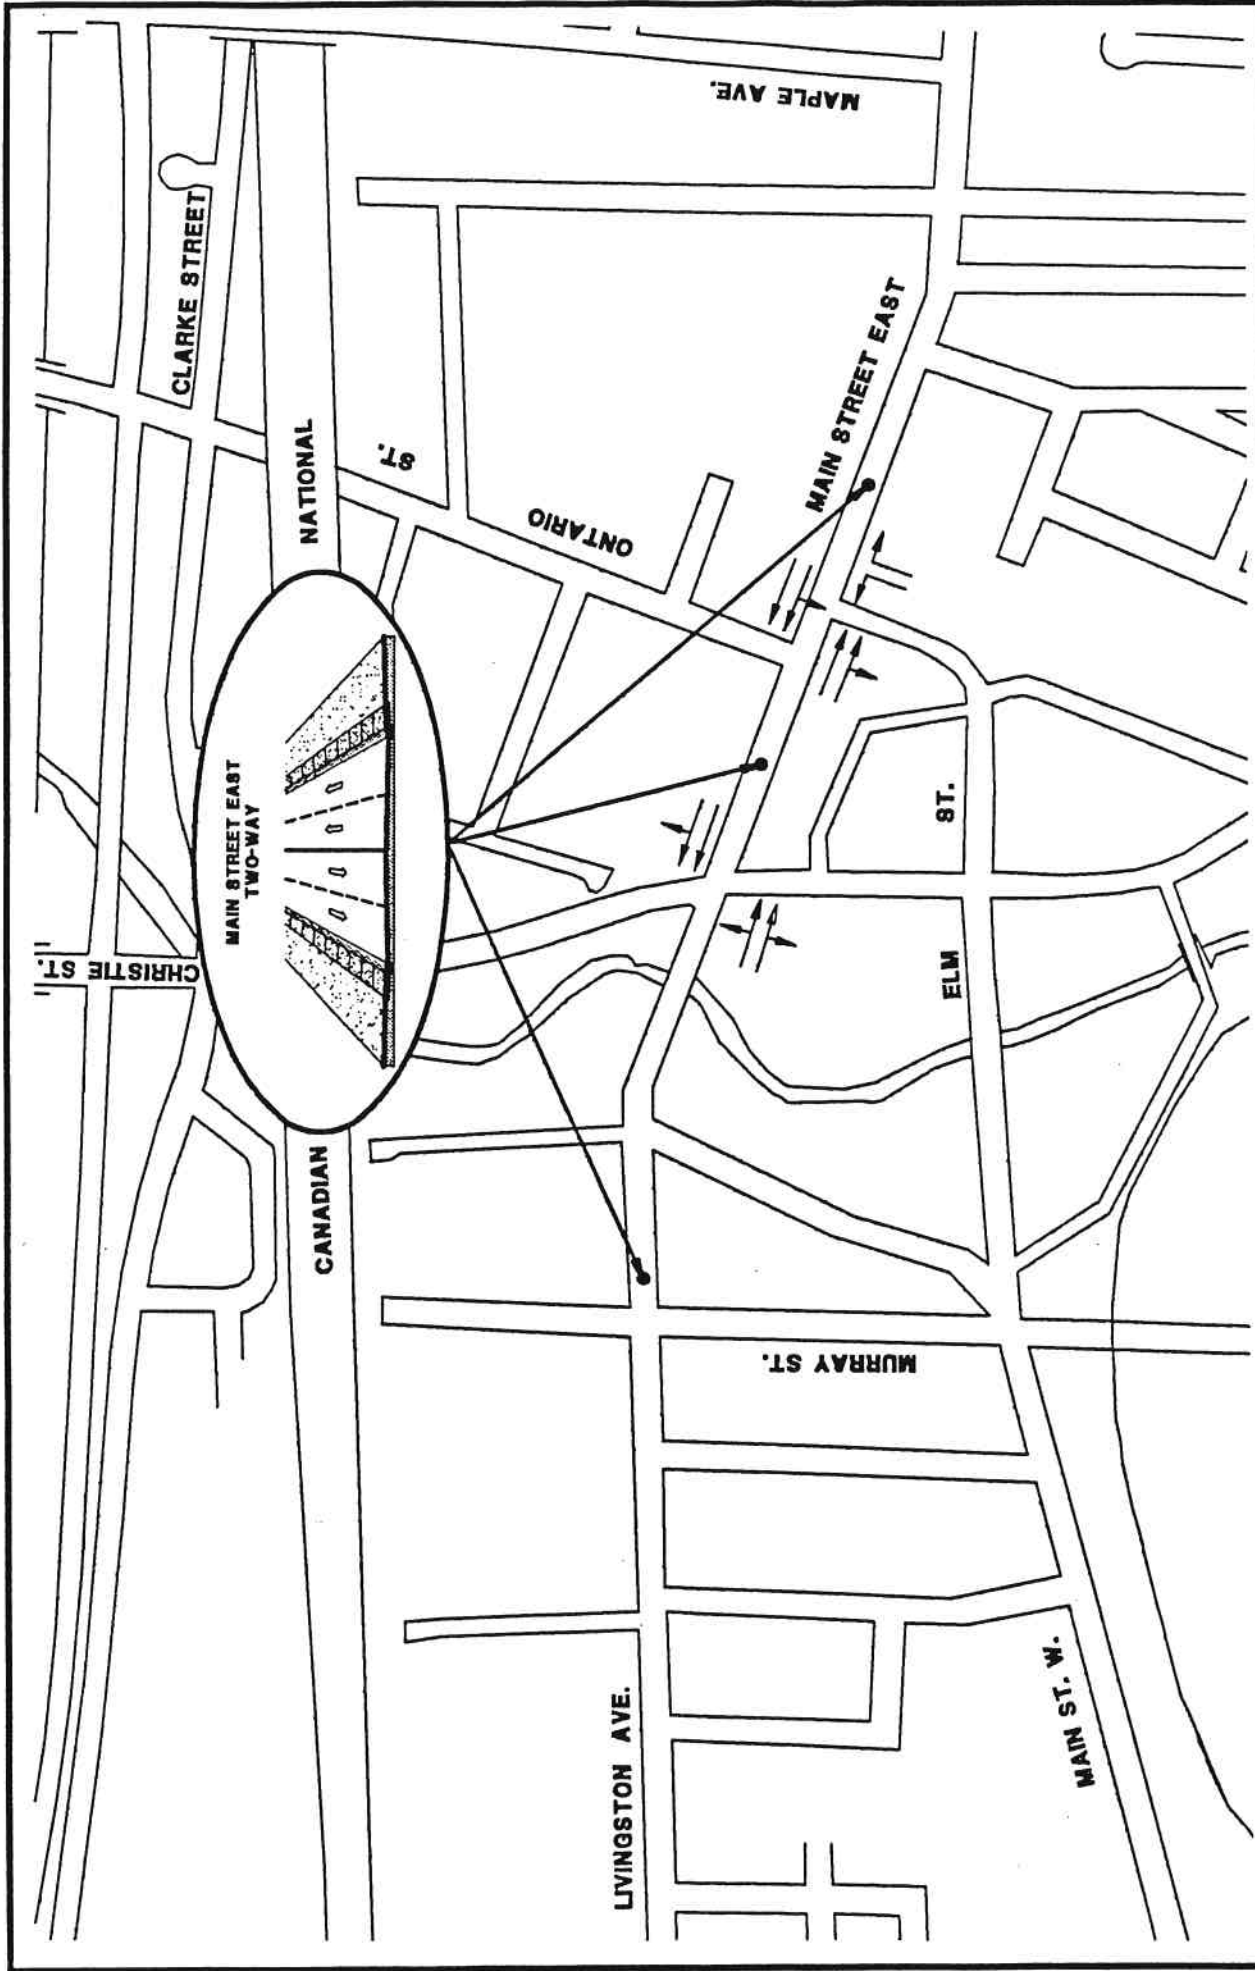 MAPLE AVE.
CLARKE STREET
NATIONAL
ST.
ONTARIO
MAIN STREET EAST
MAIN STREET EAST
TWO-WAY
CHRISTIE ST.
ST.
ELM
CANADIAN
MURRAY ST.
LIVINGSTON AVE.
MAIN ST. W.